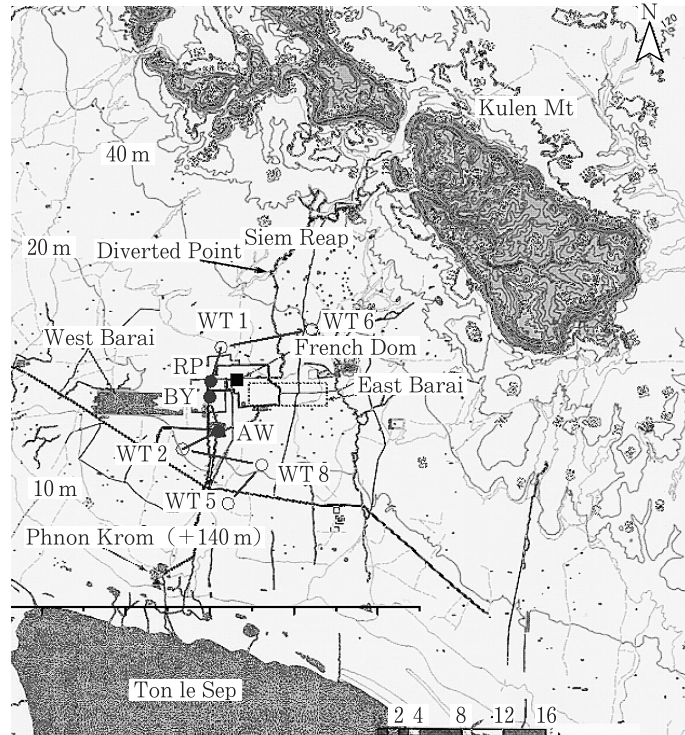 N
120
Kulen Mt
40 m
Siem Reap
20 m
Diverted Point
WT 1
WT 6
West Barai
French Dom
RP
East Barai
BY
AW
WT 2
WT 8
10 m
WT 5
Phnon Krom (+140 m)
Ton le Sep
2 4 8 12 16